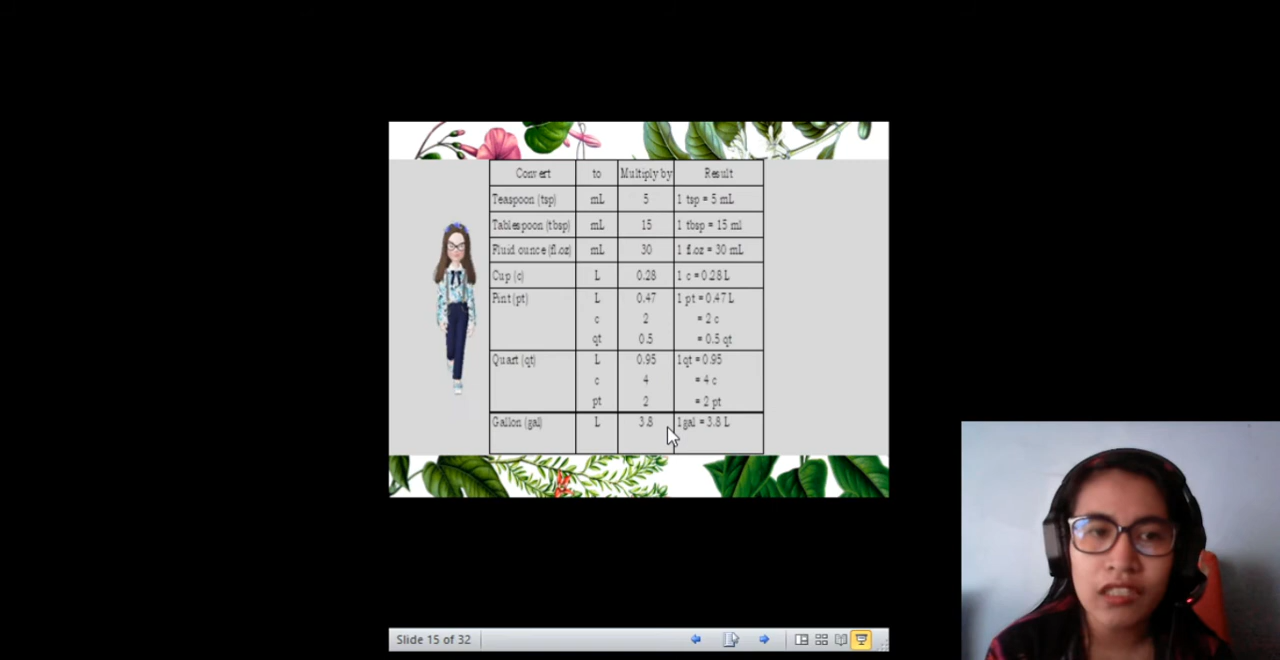 Convert to Multiply by Result
Teaspoon (tsp) mL 5 1 tsp = 5 mL
Tablespoon (tbsp) mL 15 1 tbsp = 15 ml
Fluid ounce (fl.oz) mL 30 1 fl.oz = 30 mL
Cup (c) L 0.28 1 c = 0.28 L
Pint (pt) L 0.47 1 pt = 0.47 L
c 2 = 2 c
qt 0.5 = 0.5 qt
Quart (qt) L 0.95 1qt = 0.95
c 4 = 4 c
pt 2 = 2 pt
Gallon (gal) L 3.8 1gal = 3.8 L
Slide 15 of 32